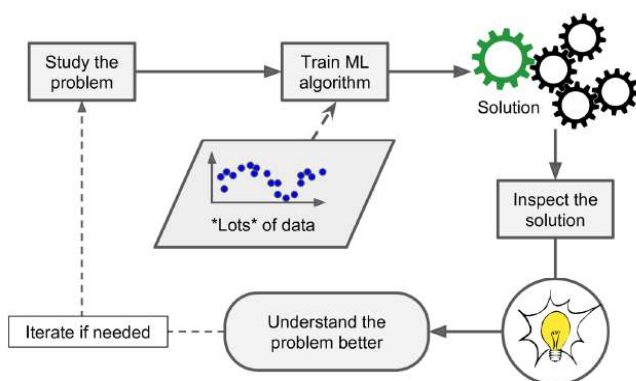 Study the
problem
Train ML
algorithm
Solution
*Lots* of data
Inspect the
solution
Understand the
problem better
Iterate if needed